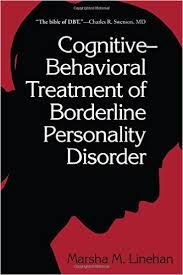 "The bible of DBT."—Charles R. Swenson, MD
Cognitive–
Behavioral
Treatment of
Borderline
Personality
Disorder
Marsha M. Linehan